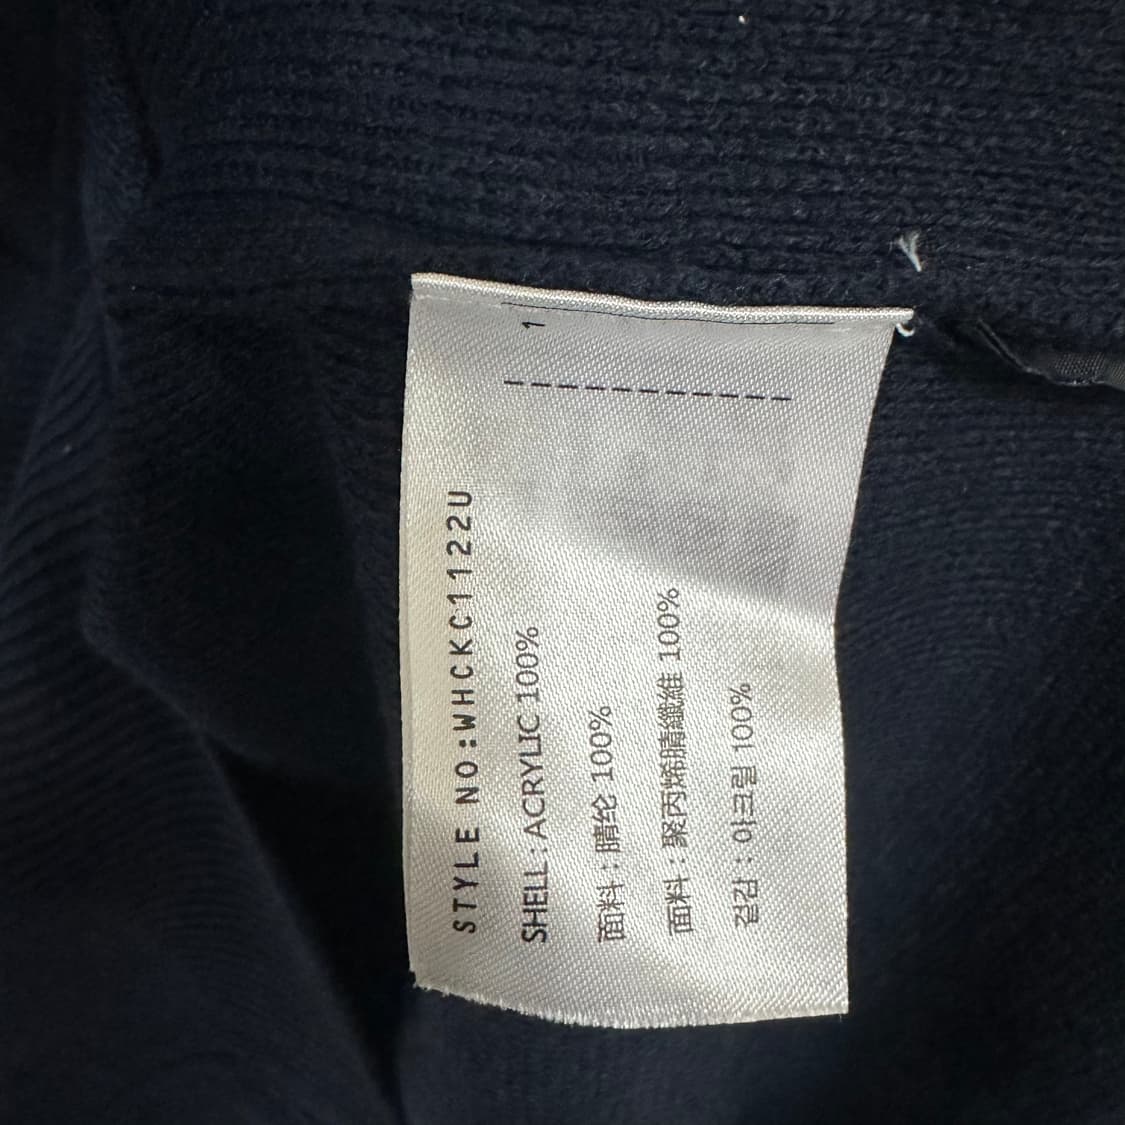 STYLE NO:WHCKC1122U
SHELL: ACRYLIC 100%
面料：腈纶 100%
面料：聚丙烯腈纖維 100%
겉감 : 아크릴 100%
1